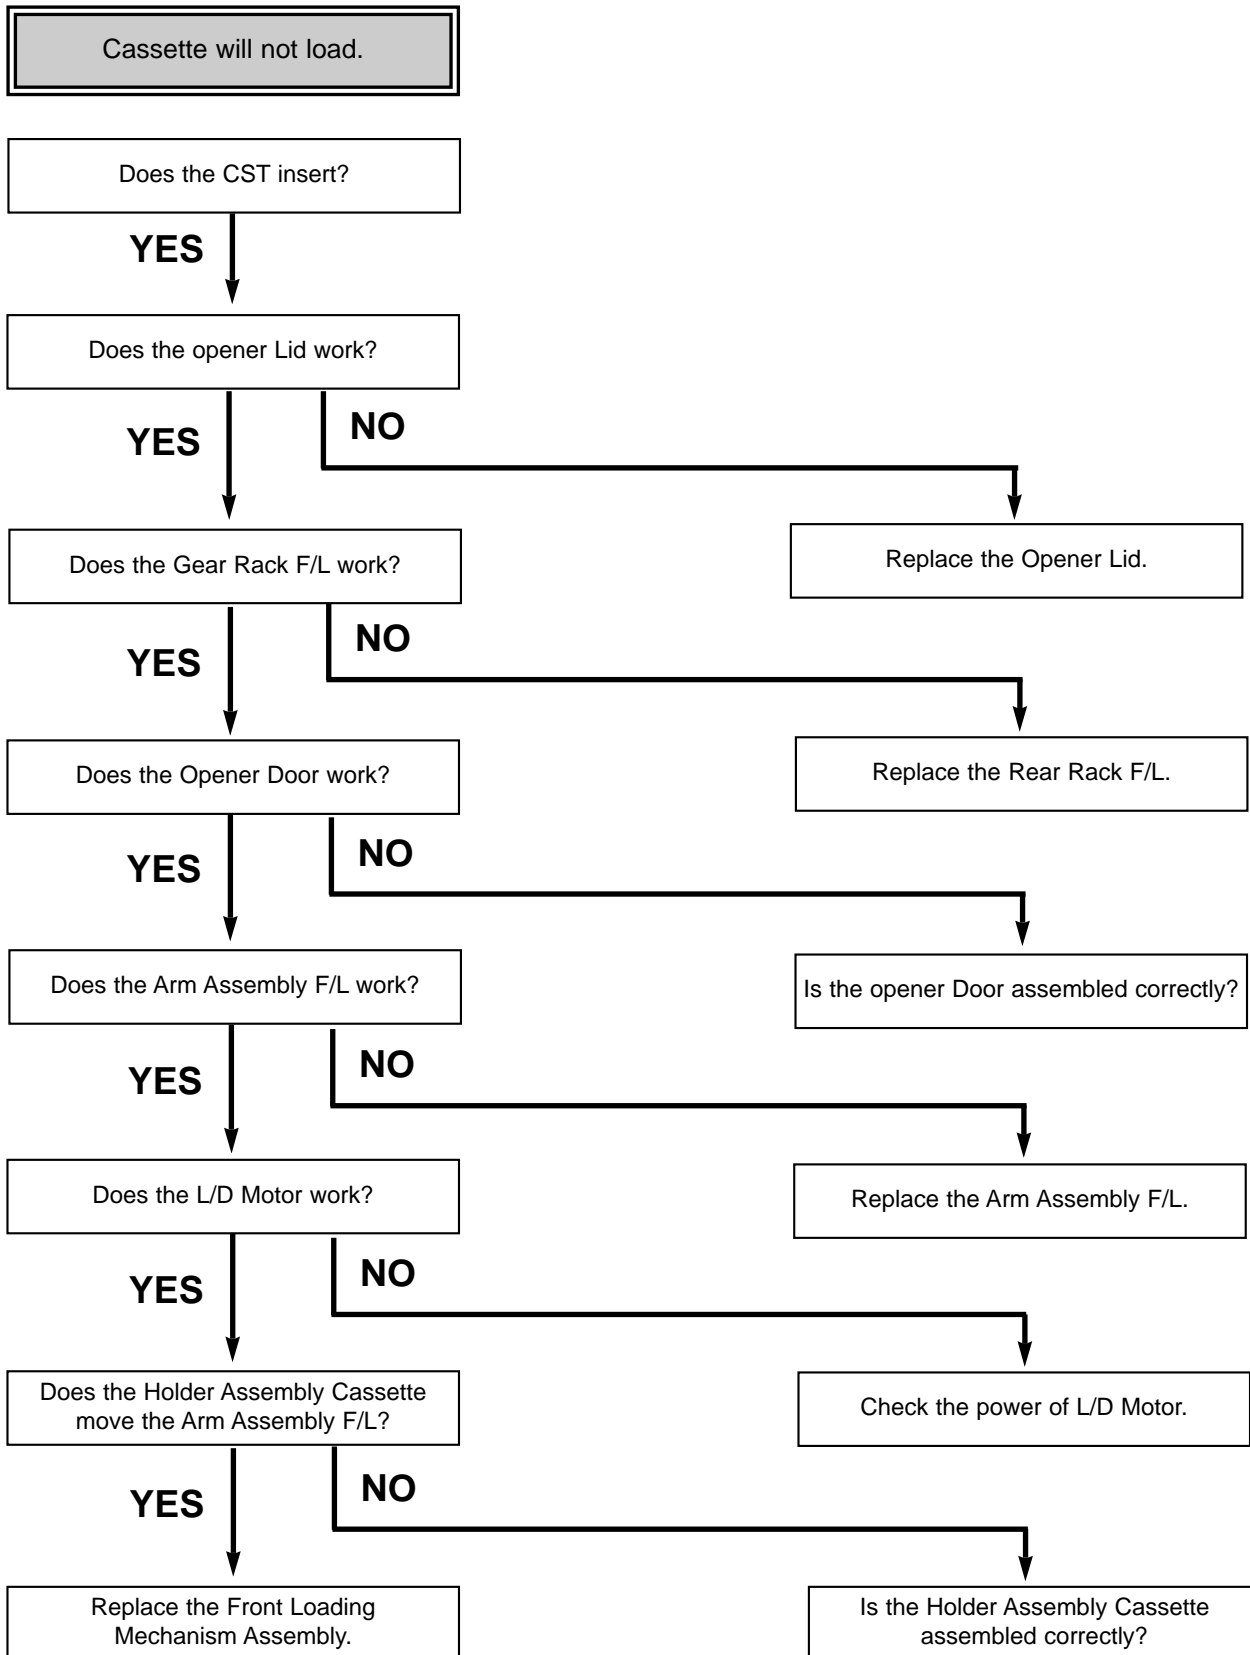 Cassette will not load.
Does the CST insert?
YES
Does the opener Lid work?
YES
NO
Does the Gear Rack F/L work?
Replace the Opener Lid.
YES
NO
Does the Opener Door work?
Replace the Rear Rack F/L.
YES
NO
Does the Arm Assembly F/L work?
Is the opener Door assembled correctly?
YES
NO
Does the L/D Motor work?
Replace the Arm Assembly F/L.
YES
NO
Does the Holder Assembly Cassette
move the Arm Assembly F/L?
Check the power of L/D Motor.
YES
NO
Replace the Front Loading
Mechanism Assembly.
Is the Holder Assembly Cassette
assembled correctly?